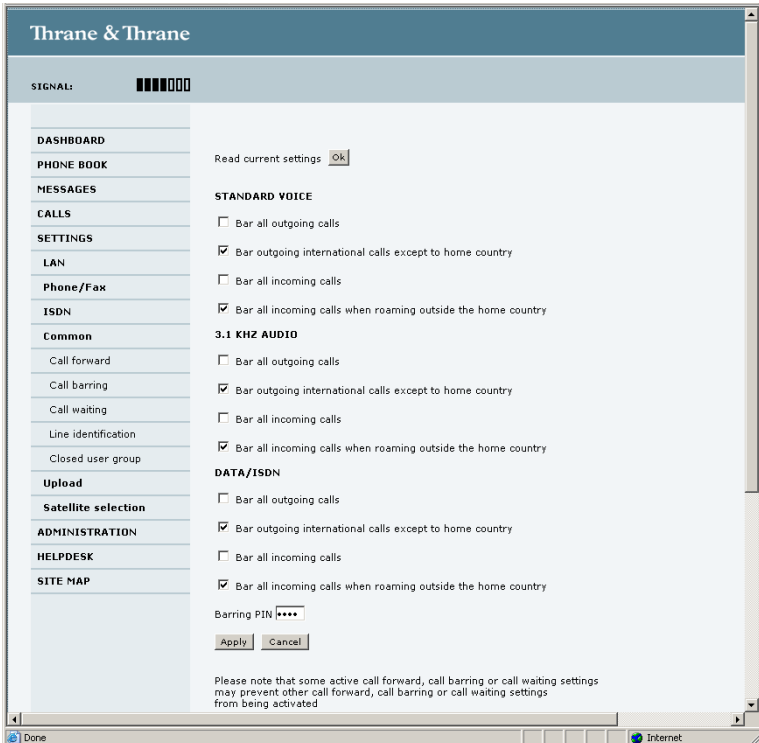 Thrane & Thrane
SIGNAL:
DASHBOARD
PHONE BOOK
MESSAGES
CALLS
SETTINGS
LAN
Phone/Fax
ISDN
Common
Call forward
Call barring
Call waiting
Line identification
Closed user group
Upload
Satellite selection
ADMINISTRATION
HELPDESK
SITE MAP
Read current settings Ok
STANDARD VOICE
Bar all outgoing calls
Bar outgoing international calls except to home country
Bar all incoming calls
Bar all incoming calls when roaming outside the home country
3.1 KHZ AUDIO
Bar all outgoing calls
Bar outgoing international calls except to home country
Bar all incoming calls
Bar all incoming calls when roaming outside the home country
DATA/ISDN
Bar all outgoing calls
Bar outgoing international calls except to home country
Bar all incoming calls
Bar all incoming calls when roaming outside the home country
Barring PIN ••••
Apply Cancel
Please note that some active call forward, call barring or call waiting settings
may prevent other call forward, call barring or call waiting settings
from being activated
Done
Internet